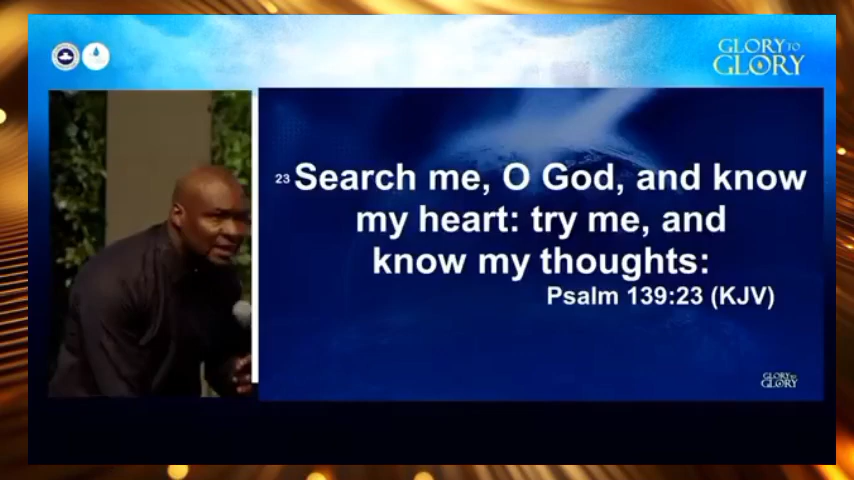 GLORY TO
GLORY
23 Search me, O God, and know
my heart: try me, and
know my thoughts:
Psalm 139:23 (KJV)
GLORY TO
GLORY